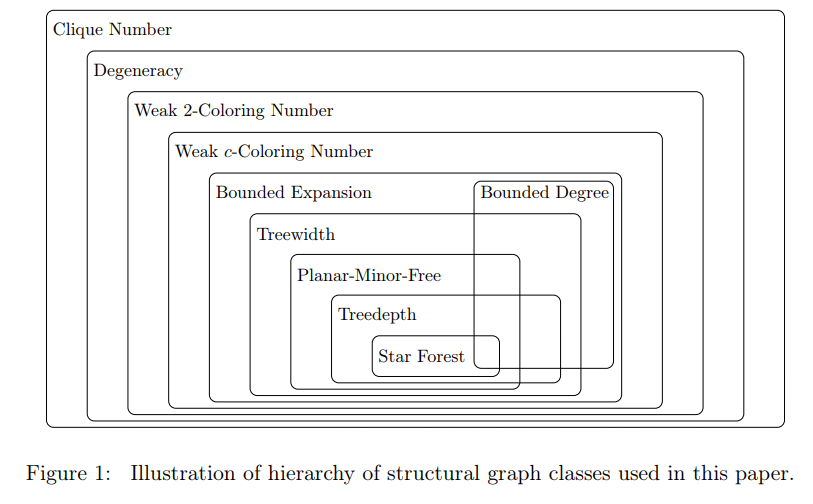 Clique Number
Degeneracy
Weak 2-Coloring Number
Weak c-Coloring Number
Bounded Expansion
Bounded Degree
Treewidth
Planar-Minor-Free
Treedepth
Star Forest
Figure 1: Illustration of hierarchy of structural graph classes used in this paper.